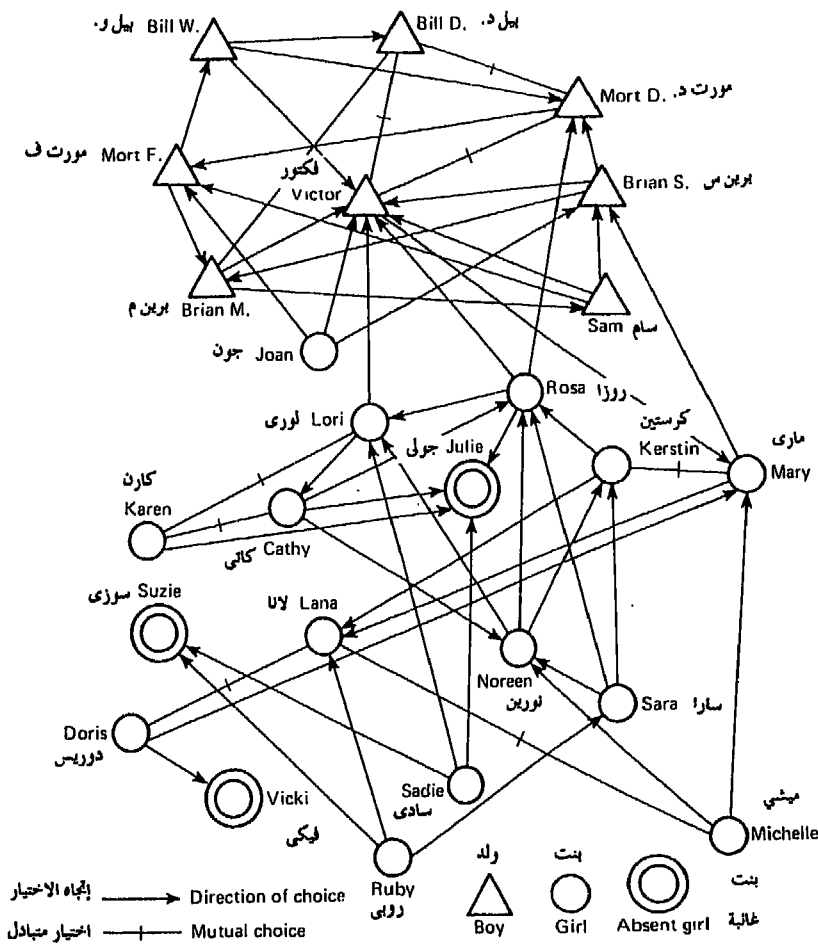 بيل و. Bill W.
Bill D. بيل د.
Mort D. مورت د.
مورت ف Mort F.
فكتور
Victor
Brian S. برين س
برين م Brian M.
Sam سام
جون Joan
Rosa روزا
لورى Lori
كرستين
Kerstin
مارى
Mary
جولى Julie
كارن
Karen
كاتى Cathy
سوزى Suzie
لانا Lana
Noreen
نورين
Sara سارا
Doris
دوريس
Vicki
فيكى
Sadie
سادى
ميشي
Michelle
Ruby
روبى
إتجاه الاختيار Direction of choice
اختيار متبادل Mutual choice
ولد
Boy
بنت
Girl
بنت
غائبة
Absent girl